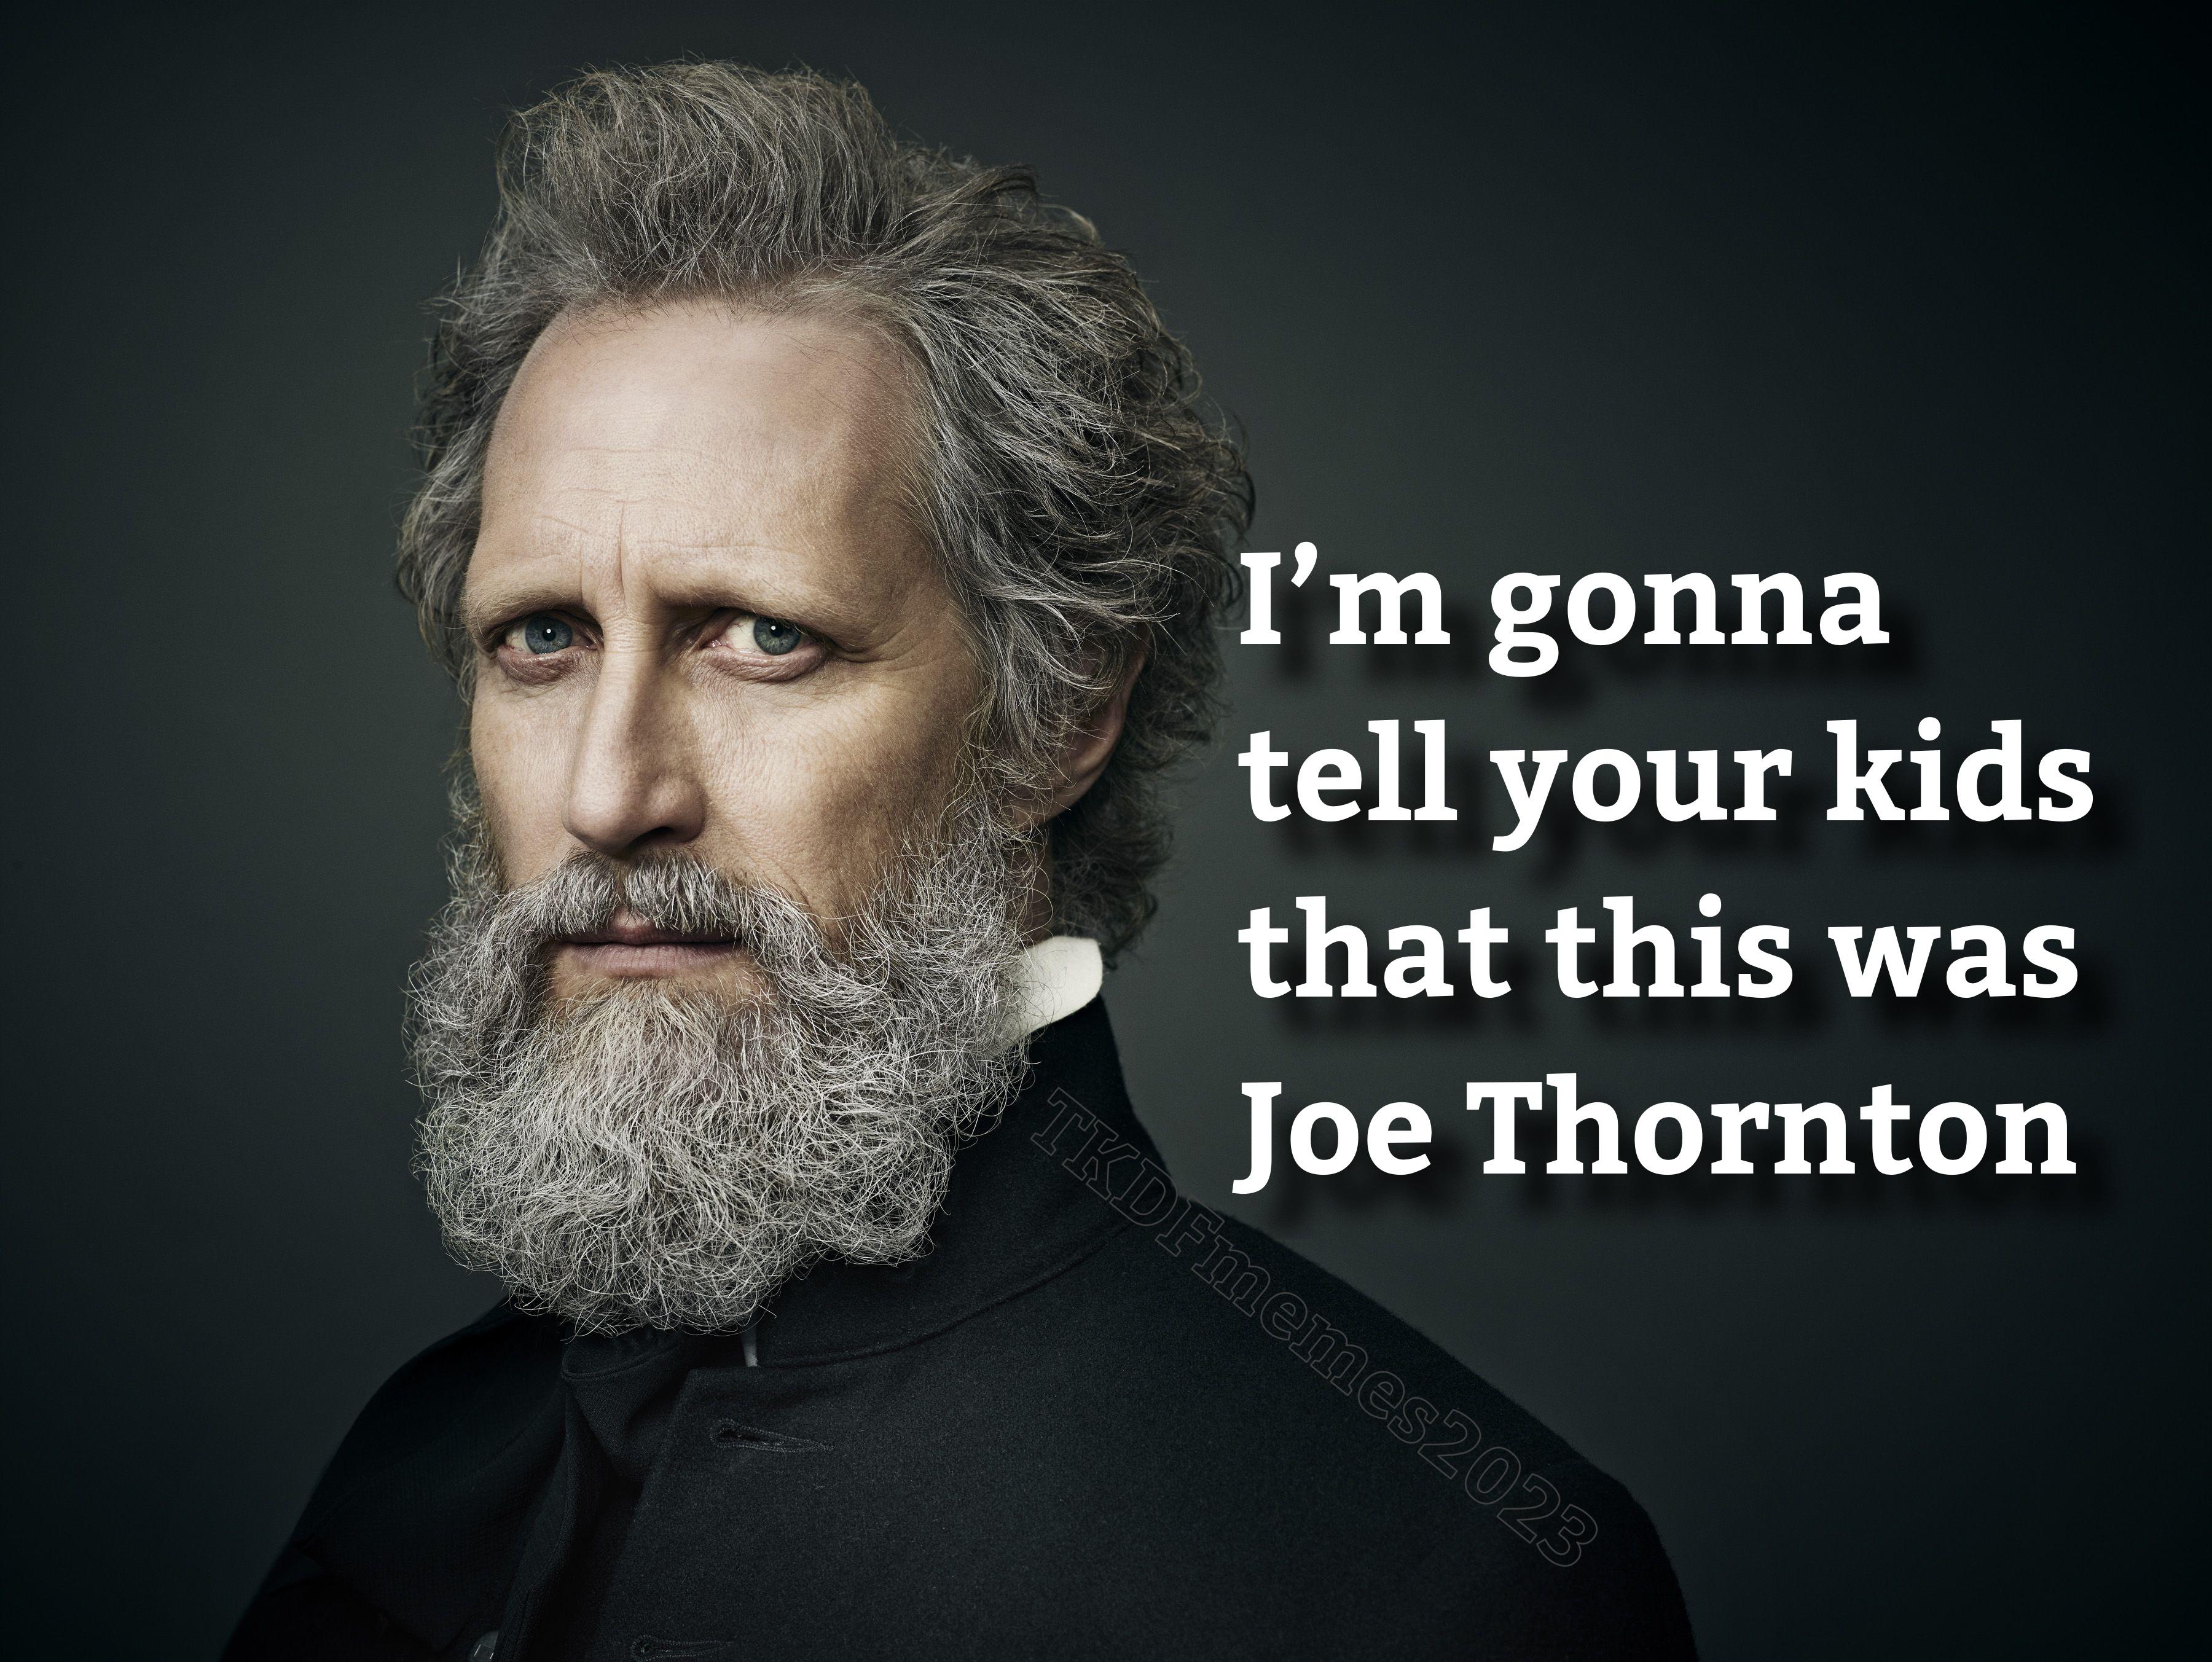 I’m gonna
tell your kids
that this was
Joe Thornton
TKDFmemes2023